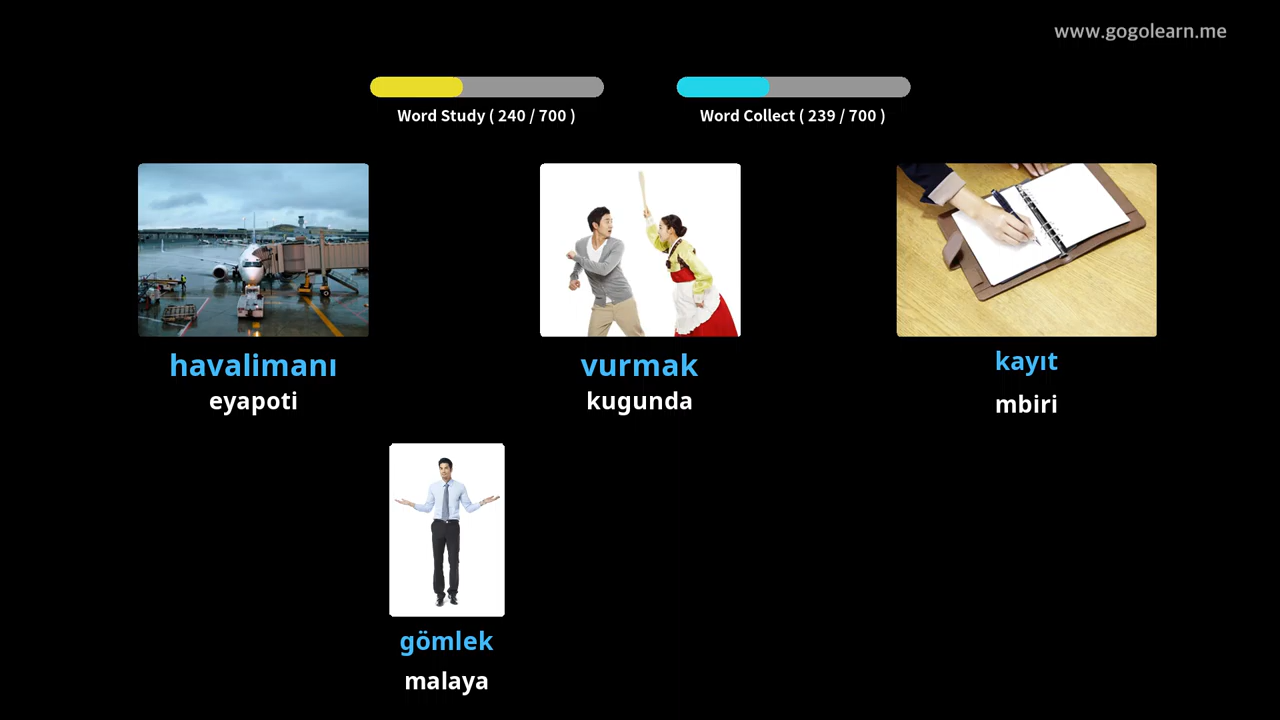 www.gogolearn.me
Word Study ( 240 / 700 )
Word Collect ( 239 / 700 )
havalimanı
eyapoti
vurmak
kugunda
kayıt
mbiri
gömlek
malaya